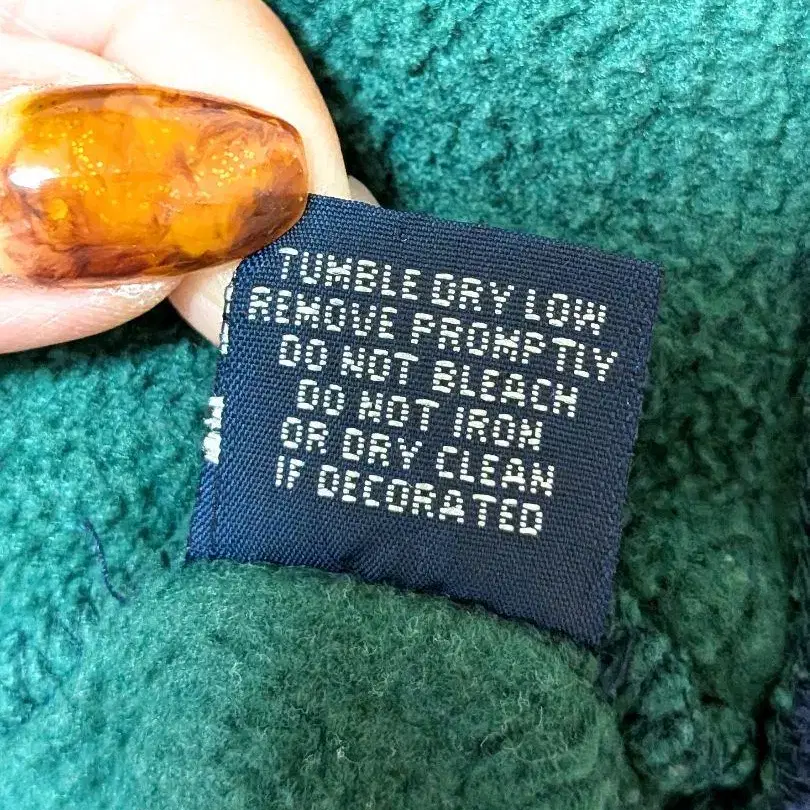 TUMBLE DRY LOW
REMOVE PROMPTLY
DO NOT BLEACH
DO NOT IRON
OR DRY CLEAN
IF DECORATED